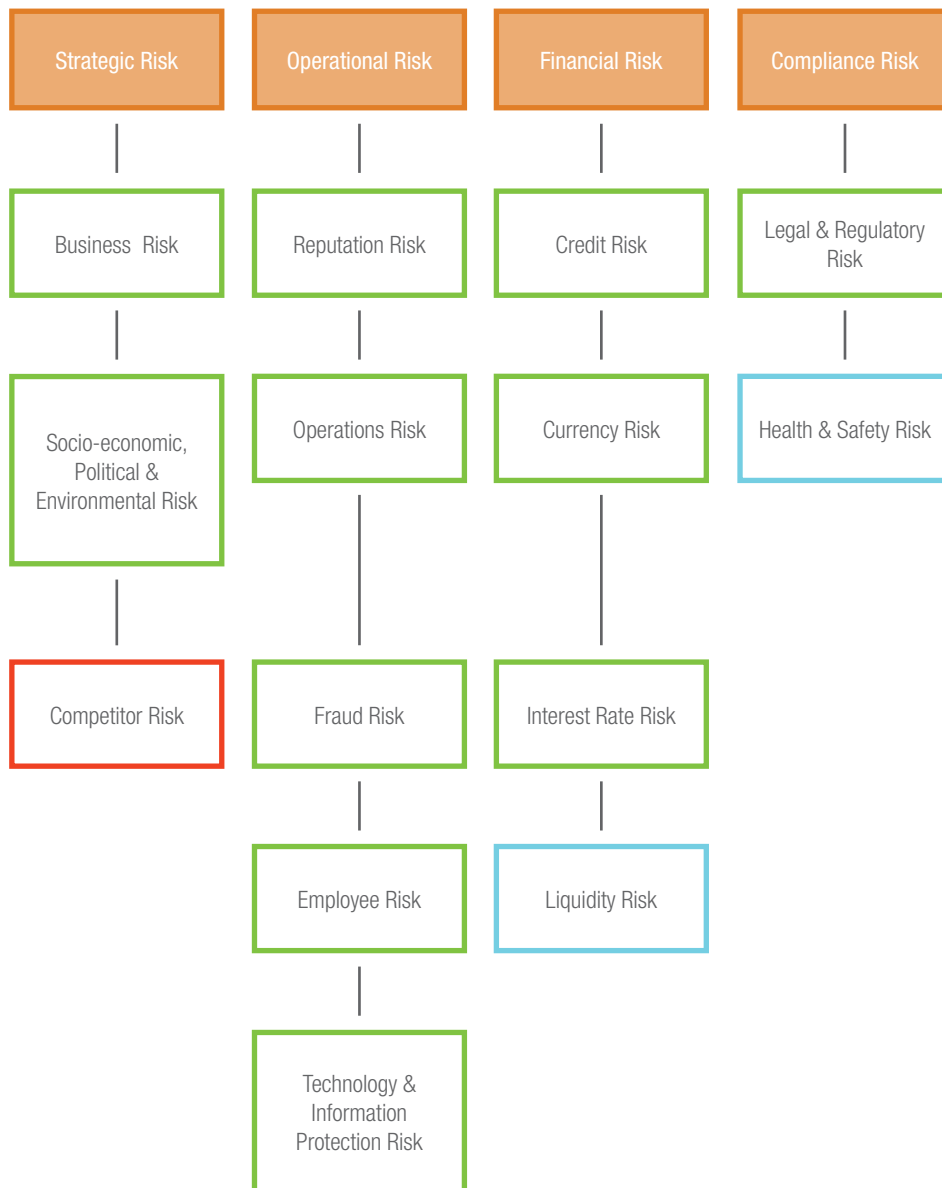 Strategic Risk
Operational Risk
Financial Risk
Compliance Risk
Business Risk
Reputation Risk
Credit Risk
Legal & Regulatory
Risk
Socio-economic,
Political &
Environmental Risk
Operations Risk
Currency Risk
Health & Safety Risk
Competitor Risk
Fraud Risk
Interest Rate Risk
Employee Risk
Liquidity Risk
Technology &
Information
Protection Risk